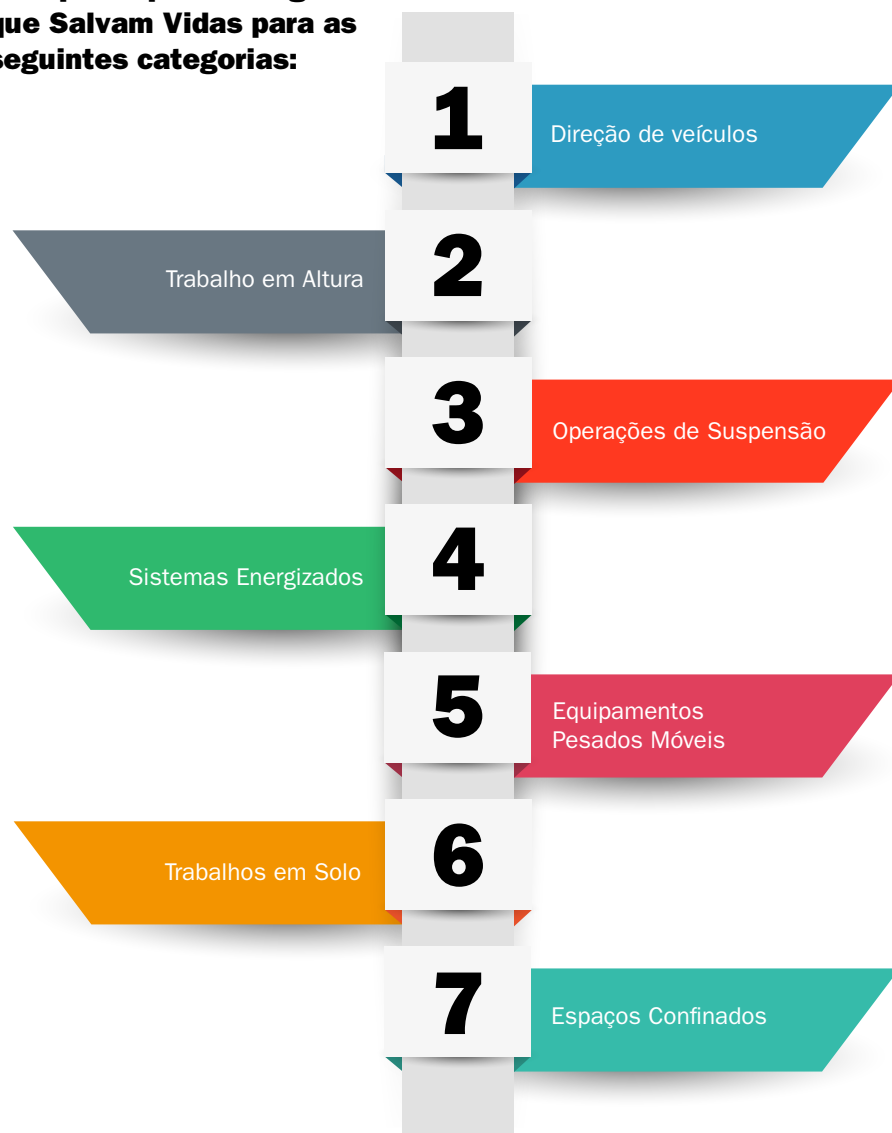 que Salvam Vidas para as
seguintes categorias:
1
Direção de veículos
2
Trabalho em Altura
3
Operações de Suspensão
4
Sistemas Energizados
5
Equipamentos
Pesados Móveis
6
Trabalhos em Solo
7
Espaços Confinados